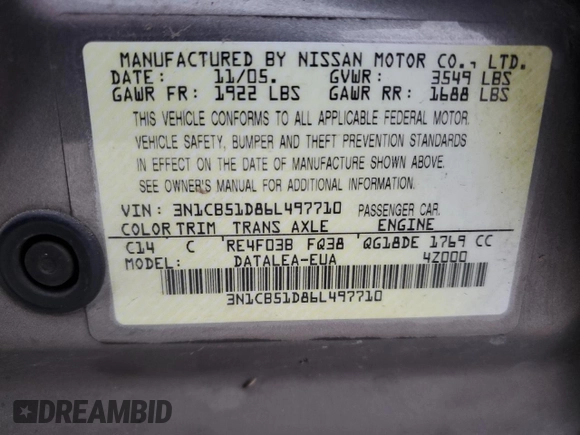 MANUFACTURED BY NISSAN MOTOR CO., LTD.
DATE: 11/05. GVWR: 3549 LBS
GAWR FR: 1922 LBS GAWR RR: 1688 LBS
THIS VEHICLE CONFORMS TO ALL APPLICABLE FEDERAL MOTOR
VEHICLE SAFETY, BUMPER AND THEFT PREVENTION STANDARDS
IN EFFECT ON THE DATE OF MANUFACTURE SHOWN ABOVE.
SEE OWNER'S MANUAL FOR ADDITIONAL INFORMATION.
VIN: 3N1CB51D86L497710 PASSENGER CAR
COLOR TRIM TRANS AXLE ENGINE
C14 C RE4F03B FQ38 QG18DE 1769 CC
MODEL: DATALEA-EUA 4Z000
3N1CB51D86L497710
DREAMBID